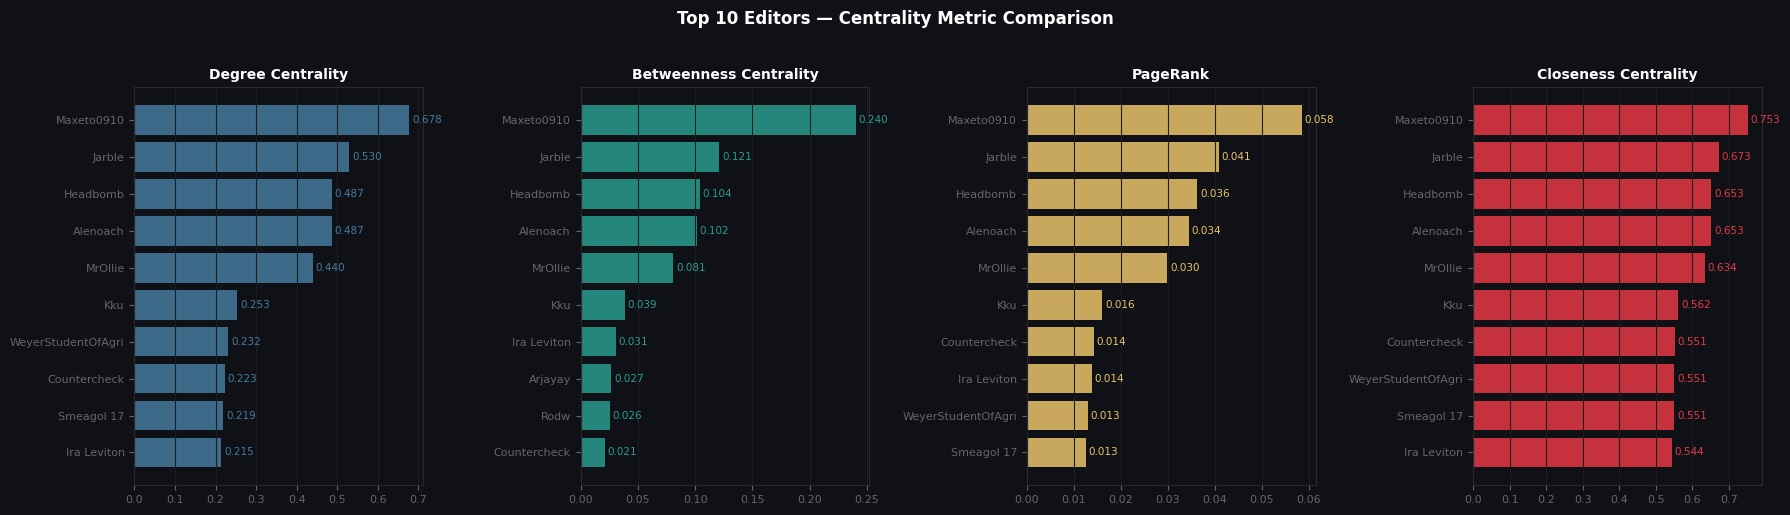 Top 10 Editors — Centrality Metric Comparison
Degree Centrality
Maxeto0910 0.678
Jarble 0.530
Headbomb 0.487
Alenoach 0.487
MrOllie 0.440
Kku 0.253
WeyerStudentOfAgri 0.232
Countercheck 0.223
Smeagol 17 0.219
Ira Leviton 0.215
0.0 0.1 0.2 0.3 0.4 0.5 0.6 0.7
Betweenness Centrality
Maxeto0910 0.240
Jarble 0.121
Headbomb 0.104
Alenoach 0.102
MrOllie 0.081
Kku 0.039
Ira Leviton 0.031
Arjayay 0.027
Rodw 0.026
Countercheck 0.021
0.00 0.05 0.10 0.15 0.20 0.25
PageRank
Maxeto0910 0.058
Jarble 0.041
Headbomb 0.036
Alenoach 0.034
MrOllie 0.030
Kku 0.016
Countercheck 0.014
Ira Leviton 0.014
WeyerStudentOfAgri 0.013
Smeagol 17 0.013
0.00 0.01 0.02 0.03 0.04 0.05 0.06
Closeness Centrality
Maxeto0910 0.753
Jarble 0.673
Headbomb 0.653
Alenoach 0.653
MrOllie 0.634
Kku 0.562
Countercheck 0.551
WeyerStudentOfAgri 0.551
Smeagol 17 0.551
Ira Leviton 0.544
0.0 0.1 0.2 0.3 0.4 0.5 0.6 0.7